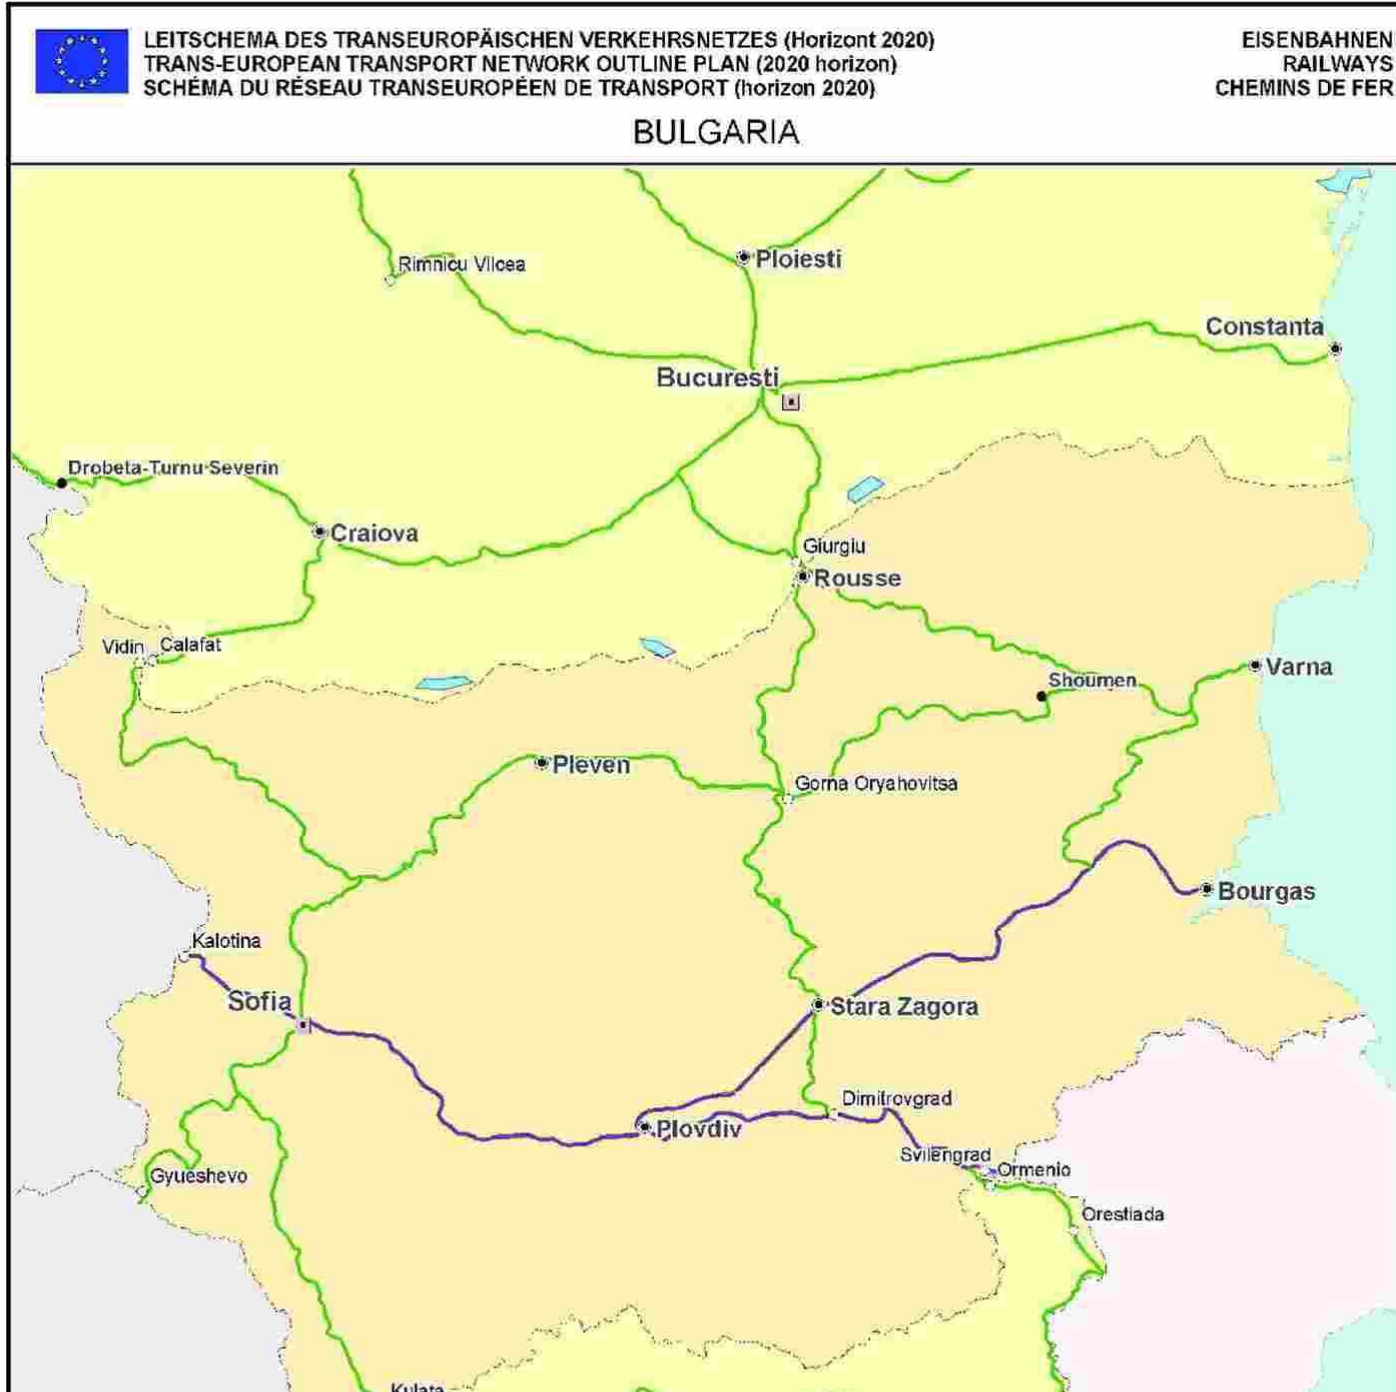 LEITSCHEMA DES TRANSEUROPÄISCHEN VERKEHRSNETZES (Horizont 2020)
EISENBAHNEN
TRANS-EUROPEAN TRANSPORT NETWORK OUTLINE PLAN (2020 horizon)
RAILWAYS
SCHÉMA DU RÉSEAU TRANSEUROPÉEN DE TRANSPORT (horizon 2020)
CHEMINS DE FER
BULGARIA
Ploiesti
Rimnicu Vilcea
Constanta
Bucuresti
Drobeta-Turnu-Severin
Craiova
Giurgiu
Rousse
Vidin
Calafat
Varna
Shoumen
Pleven
Gorna Oryahovitsa
Bourgas
Kalotina
Sofia
Stara Zagora
Dimitrovgrad
Plovdiv
Svilengrad
Ormenio
Gyueshevo
Orestiada
Kulata